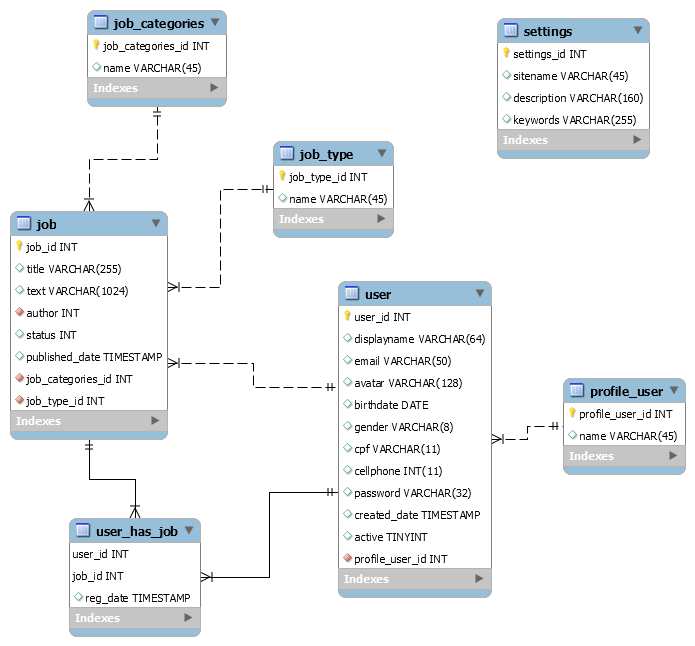 job_categories
job_categories_id INT
name VARCHAR(45)
Indexes
settings
settings_id INT
sitename VARCHAR(45)
description VARCHAR(160)
keywords VARCHAR(255)
Indexes
job_type
job_type_id INT
name VARCHAR(45)
Indexes
job
job_id INT
title VARCHAR(255)
text VARCHAR(1024)
author INT
status INT
published_date TIMESTAMP
job_categories_id INT
job_type_id INT
Indexes
user
user_id INT
displayname VARCHAR(64)
email VARCHAR(50)
avatar VARCHAR(128)
birthdate DATE
gender VARCHAR(8)
cpf VARCHAR(11)
cellphone INT(11)
password VARCHAR(32)
created_date TIMESTAMP
active TINYINT
profile_user_id INT
Indexes
profile_user
profile_user_id INT
name VARCHAR(45)
Indexes
user_has_job
user_id INT
job_id INT
reg_date TIMESTAMP
Indexes